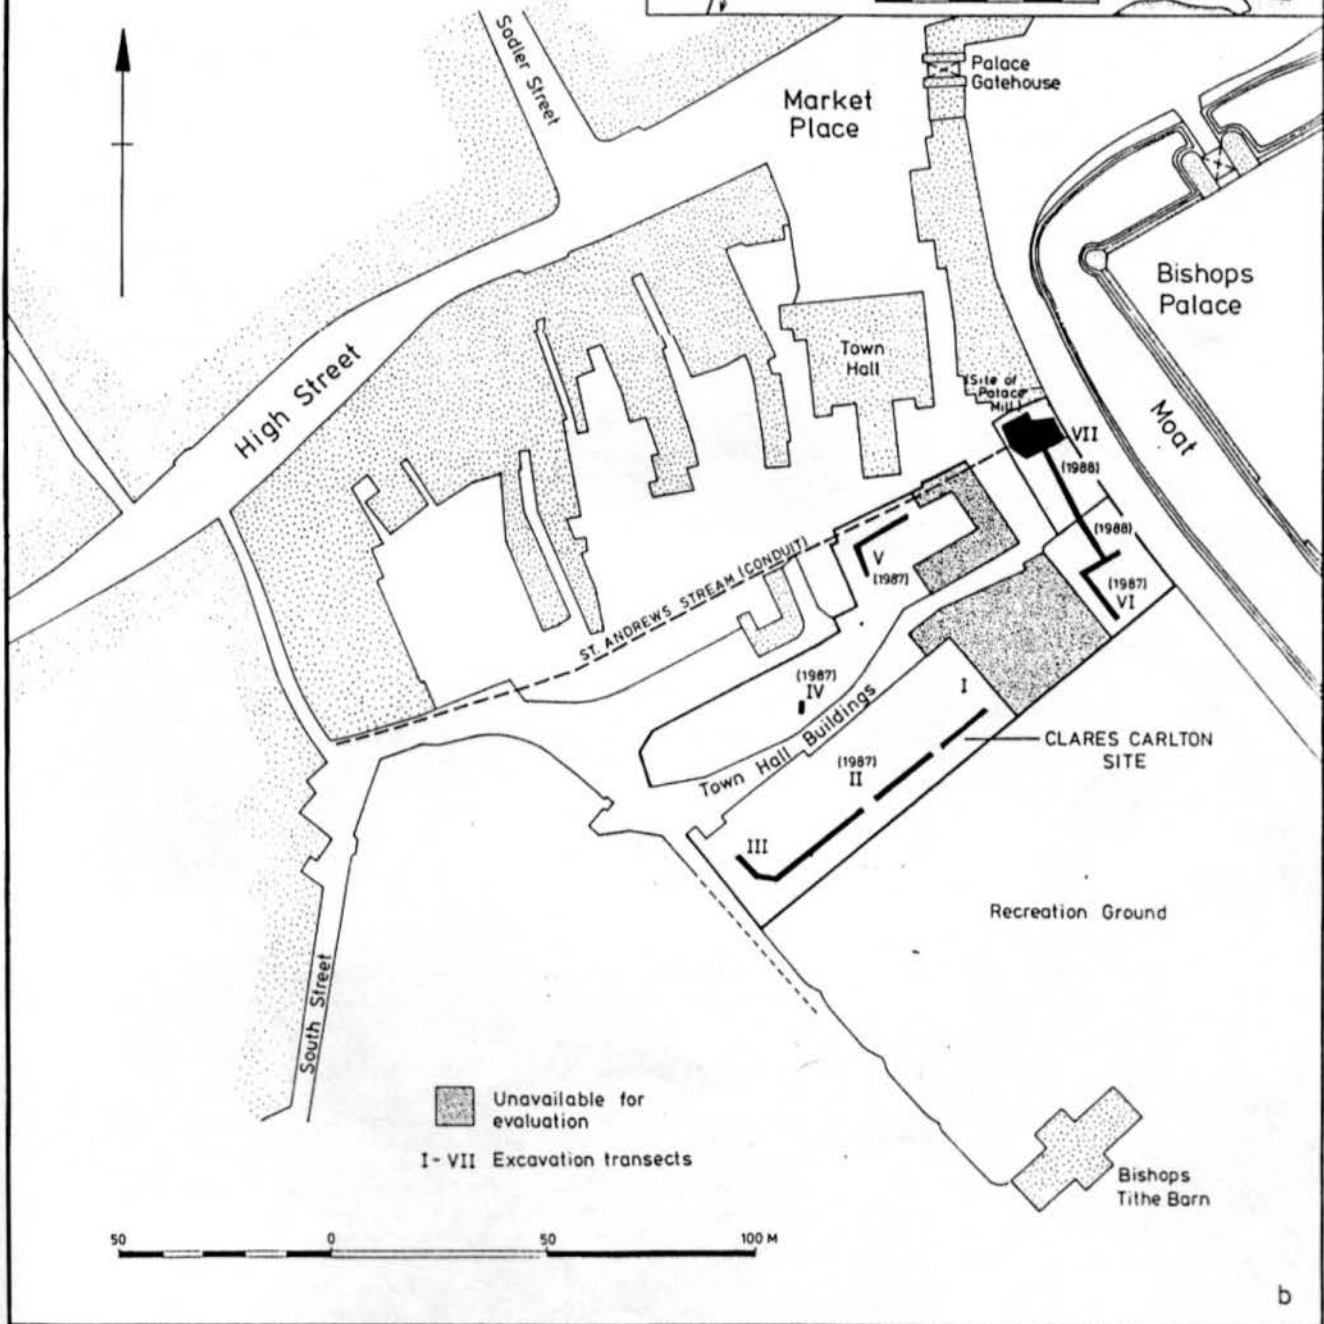 Sadler Street
Palace
Gatehouse
Market
Place
Bishops
Palace
High Street
Town
Hall
(Site of
Palace
Mill)
Moat
VII
(1988)
(1988)
ST. ANDREWS STREAM (CONDUIT)
V
(1987)
(1987)
VI
(1987)
IV
I
Town Hall Buildings
CLARES CARLTON
SITE
(1987)
II
III
Recreation Ground
South Street
Unavailable for
evaluation
I-VII Excavation transects
Bishops
Tithe Barn
50 0 50 100 M
b